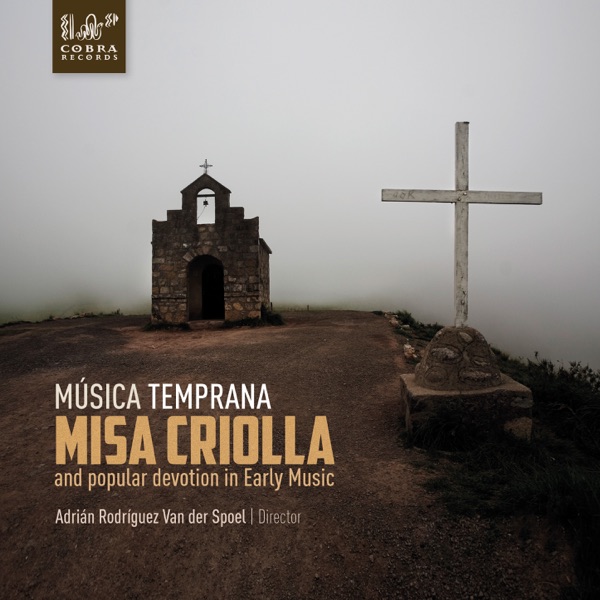 COBRA
RECORDS
MÚSICA TEMPRANA
MISA CRIOLLA
and popular devotion in Early Music
Adrián Rodríguez Van der Spoel | Director